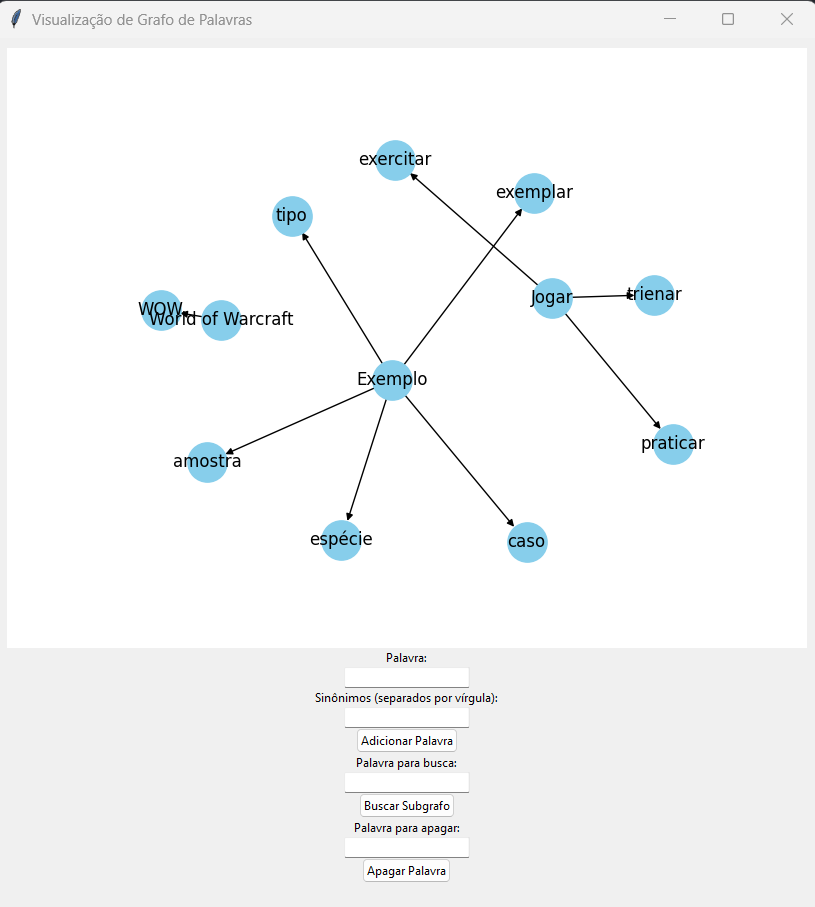 Visualização de Grafo de Palavras
exercitar
exemplar
tipo
Jogar
trienar
WOW
World of Warcraft
Exemplo
praticar
amostra
espécie
caso
Palavra:
Sinônimos (separados por vírgula):
Adicionar Palavra
Palavra para busca:
Buscar Subgrafo
Palavra para apagar:
Apagar Palavra